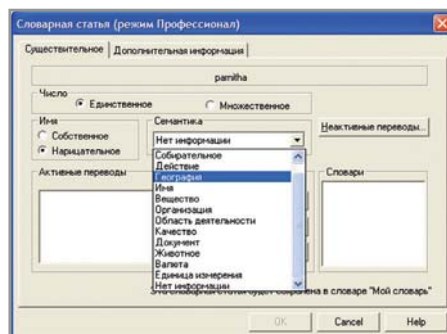 Словарная статья (режим Профессионал)
Существительное Дополнительная информация
pamitha
Число
Единственное Множественное
Имя Семантика
Собственное Нет информации Неактивные переводы...
Нарицательное
Собирательное
Действие
Активные переводы География Словари
Имя
Вещество
Организация
Область деятельности
Качество
Документ
Животное
Валюта
Единица измерения
Нет информации
Эта словарная статья будет сохранена в словаре "Мой словарь"
OK Cancel Help